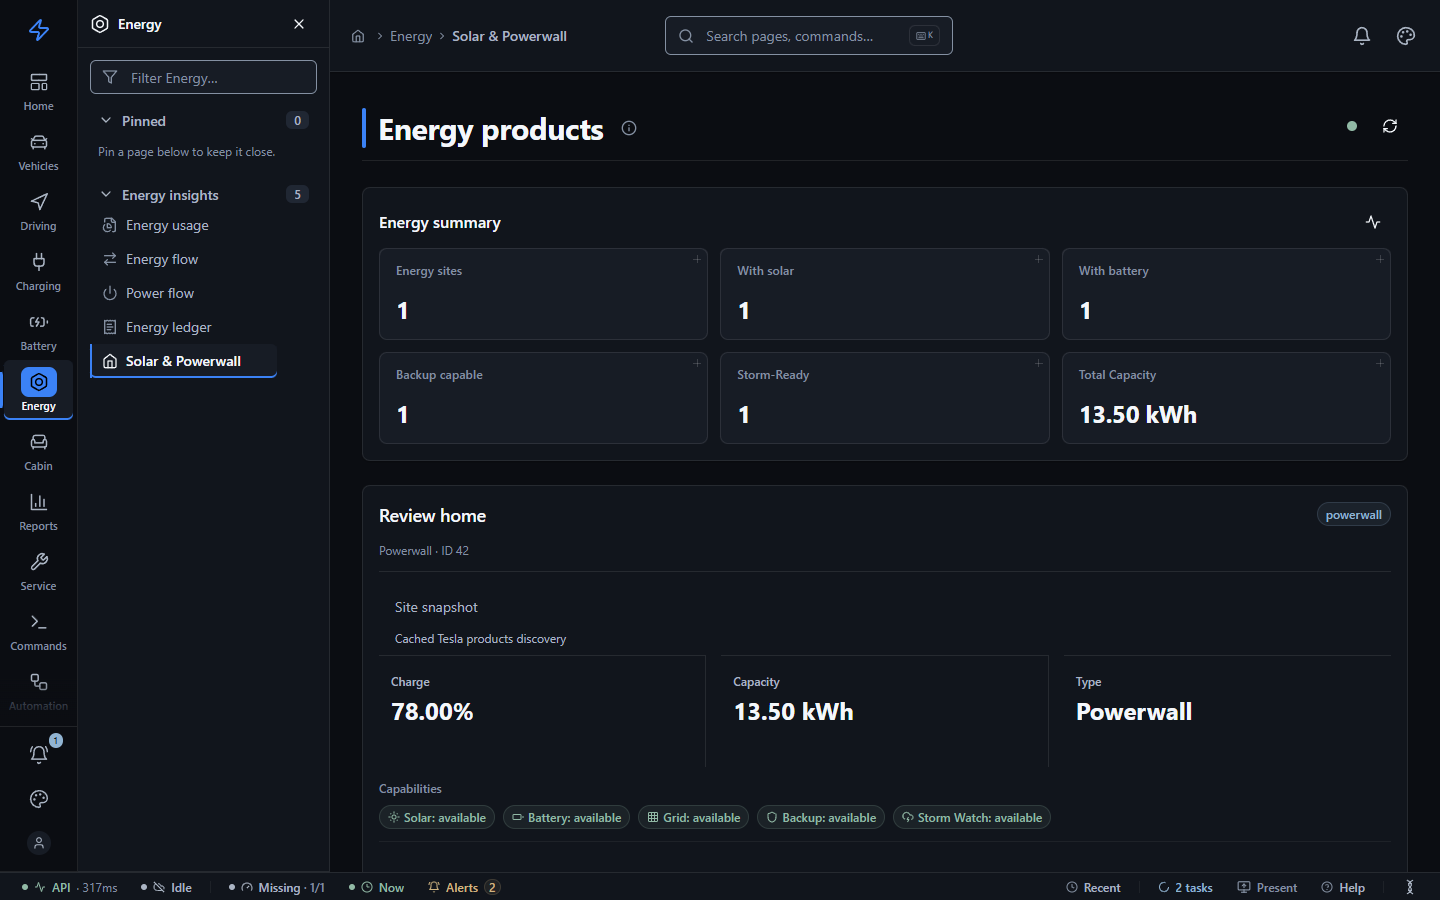 Energy
Home
Vehicles
Driving
Charging
Battery
Energy
Cabin
Reports
Service
Commands
Automation
1
Filter Energy...
Pinned 0
Pin a page below to keep it close.
Energy insights 5
Energy usage
Energy flow
Power flow
Energy ledger
Solar & Powerwall
Energy › Solar & Powerwall
Search pages, commands... K
Energy products
Energy summary
Energy sites
1
With solar
1
With battery
1
Backup capable
1
Storm-Ready
1
Total Capacity
13.50 kWh
Review home
powerwall
Powerwall · ID 42
Site snapshot
Cached Tesla products discovery
Charge
78.00%
Capacity
13.50 kWh
Type
Powerwall
Capabilities
Solar: available
Battery: available
Grid: available
Backup: available
Storm Watch: available
API · 317ms
Idle
Missing · 1/1
Now
Alerts 2
Recent
2 tasks
Present
Help